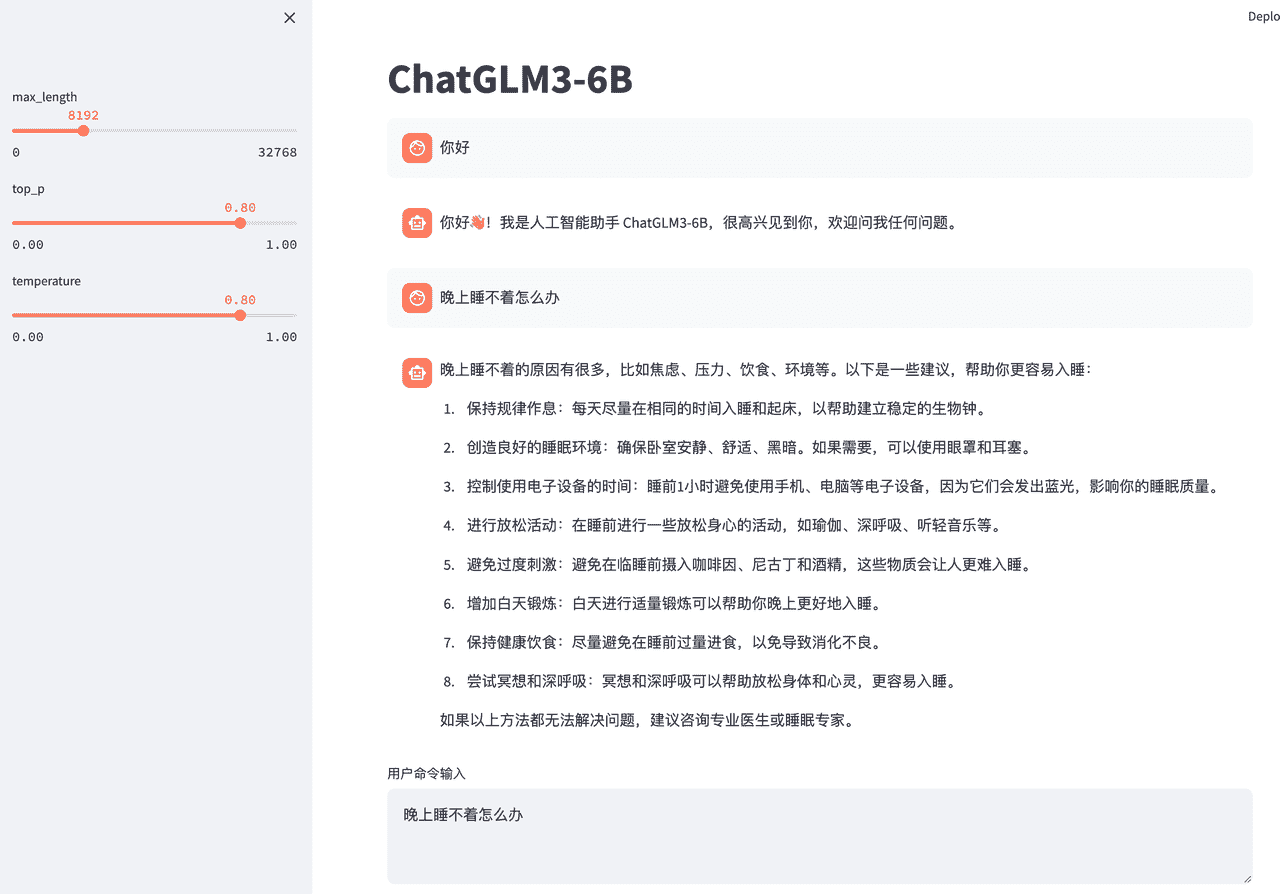 Deplo
max_length
8192
0 32768
top_p
0.80
0.00 1.00
temperature
0.80
0.00 1.00
ChatGLM3-6B
你好
你好👋！我是人工智能助手 ChatGLM3-6B，很高兴见到你，欢迎问我任何问题。
晚上睡不着怎么办
晚上睡不着的原因有很多，比如焦虑、压力、饮食、环境等。以下是一些建议，帮助你更容易入睡：
1. 保持规律作息：每天尽量在相同的时间入睡和起床，以帮助建立稳定的生物钟。
2. 创造良好的睡眠环境：确保卧室安静、舒适、黑暗。如果需要，可以使用眼罩和耳塞。
3. 控制使用电子设备的时间：睡前1小时避免使用手机、电脑等电子设备，因为它们会发出蓝光，影响你的睡眠质量。
4. 进行放松活动：在睡前进行一些放松身心的活动，如瑜伽、深呼吸、听轻音乐等。
5. 避免过度刺激：避免在临睡前摄入咖啡因、尼古丁和酒精，这些物质会让人更难入睡。
6. 增加白天锻炼：白天进行适量锻炼可以帮助你晚上更好地入睡。
7. 保持健康饮食：尽量避免在睡前过量进食，以免导致消化不良。
8. 尝试冥想和深呼吸：冥想和深呼吸可以帮助放松身体和心灵，更容易入睡。
如果以上方法都无法解决问题，建议咨询专业医生或睡眠专家。
用户命令输入
晚上睡不着怎么办